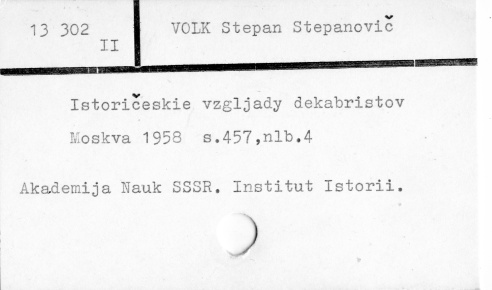 13 302
II
VOLK Stepan Stepanovič
Istoričeskie vzgljady dekabristov
Moskva 1958 s.457,nlb.4
Akademija Nauk SSSR. Institut Istorii.